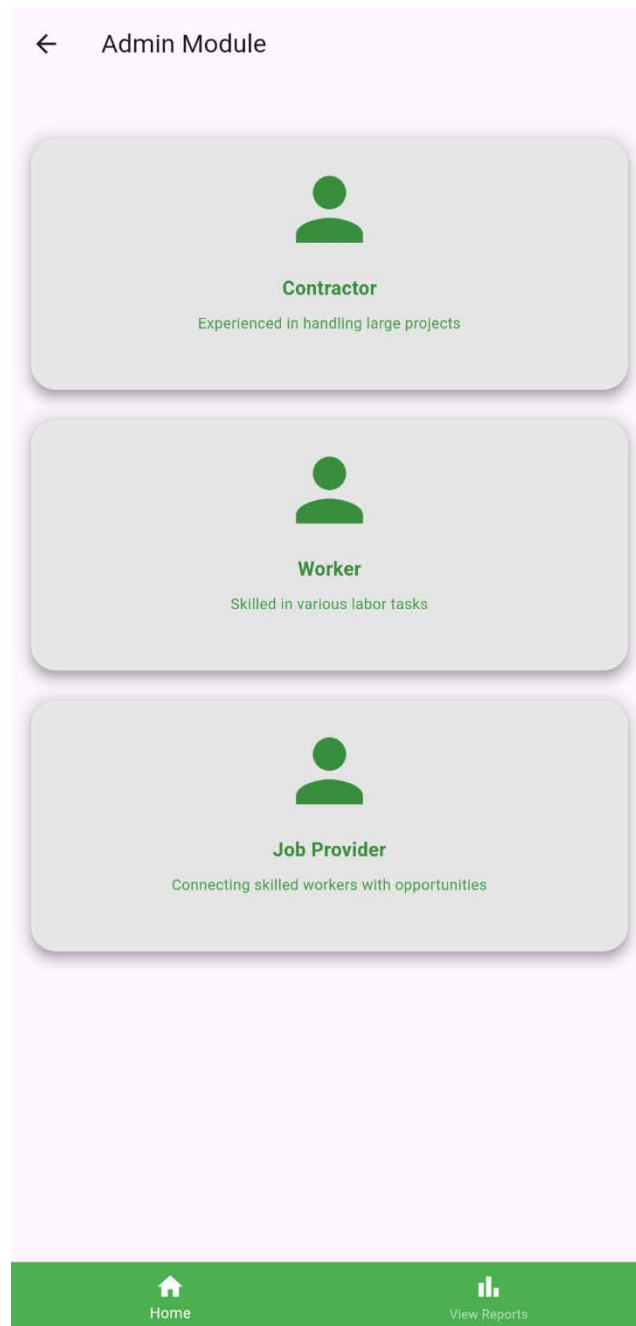 Admin Module
Contractor
Experienced in handling large projects
Worker
Skilled in various labor tasks
Job Provider
Connecting skilled workers with opportunities
Home
View Reports